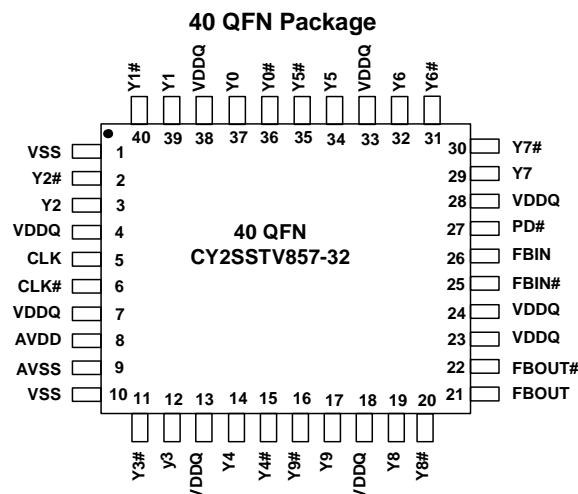 40 QFN Package
Y1# Y1 VDDQ Y0 Y0# Y5# Y5 VDDQ Y6 Y6#
40 39 38 37 36 35 34 33 32 31
VSS 1
Y2# 2
Y2 3
VDDQ 4
CLK 5
CLK# 6
VDDQ 7
AVDD 8
AVSS 9
VSS 10
40 QFN
CY2SSTV857-32
30 Y7#
29 Y7
28 VDDQ
27 PD#
26 FBIN
25 FBIN#
24 VDDQ
23 VDDQ
22 FBOUT#
21 FBOUT
11 12 13 14 15 16 17 18 19 20
Y3# y3 VDDQ Y4 Y4# Y9# Y9 VDDQ Y8 Y8#